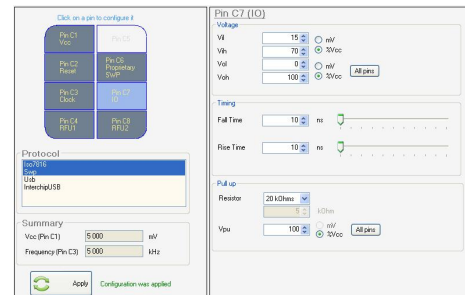 Click on a pin to configure it
Pin C1
Vcc
Pin C5
Pin C2
Reset
Pin C6
Proprietary
SWP
Pin C3
Clock
Pin C7
IO
Pin C4
RFU1
Pin C8
RFU2
Protocol
Iso7816
Swp
Usb
InterchipUSB
Summary
Vcc (Pin C1) 5 000 mV
Frequency (Pin C3) 5 000 kHz
Apply Configuration was applied
Pin C7 (IO)
Voltage
Vil 15 mV
Vih 70 %Vcc
Vol 0 mV
Voh 100 %Vcc All pins
Timing
Fall Time 10 ns
Rise Time 10 ns
Pull up
Resistor 20 kOhms
5 kOhm
Vpu 100 mV
%Vcc All pins